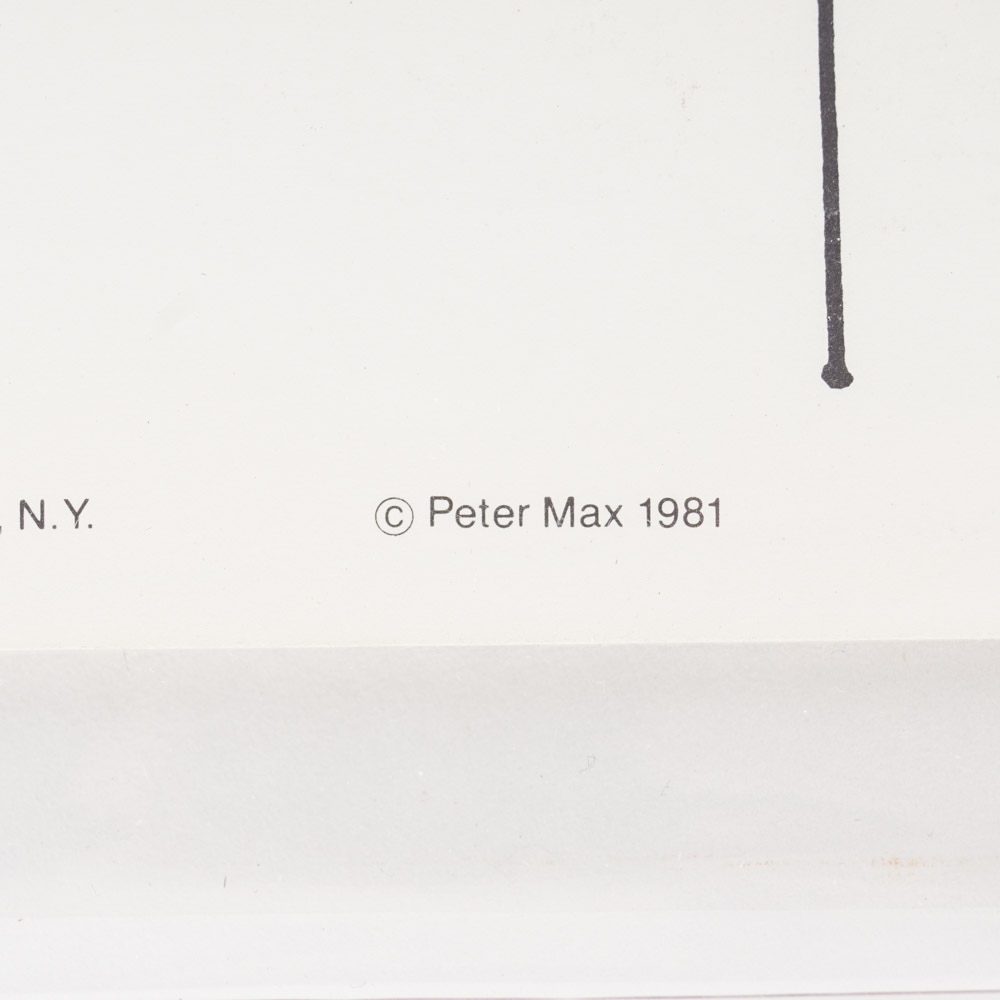 , N.Y. © Peter Max 1981